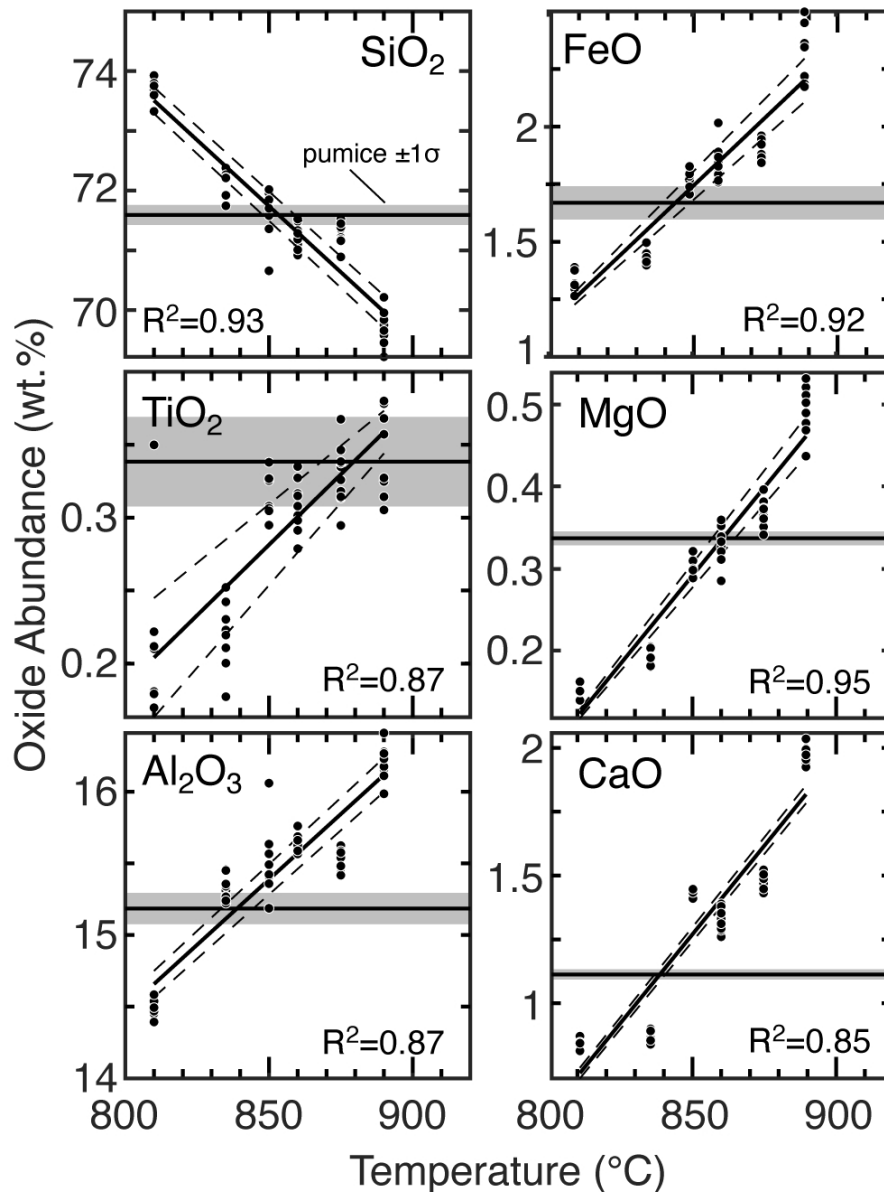 SiO₂
74
72
70
pumice ±1σ
R²=0.93
FeO
2
1.5
1
R²=0.92
TiO₂
0.3
0.2
R²=0.87
MgO
0.5
0.4
0.3
0.2
R²=0.95
Al₂O₃
16
15
14
R²=0.87
800 850 900
CaO
2
1.5
1
R²=0.85
800 850 900
Oxide Abundance (wt.%)
Temperature (°C)